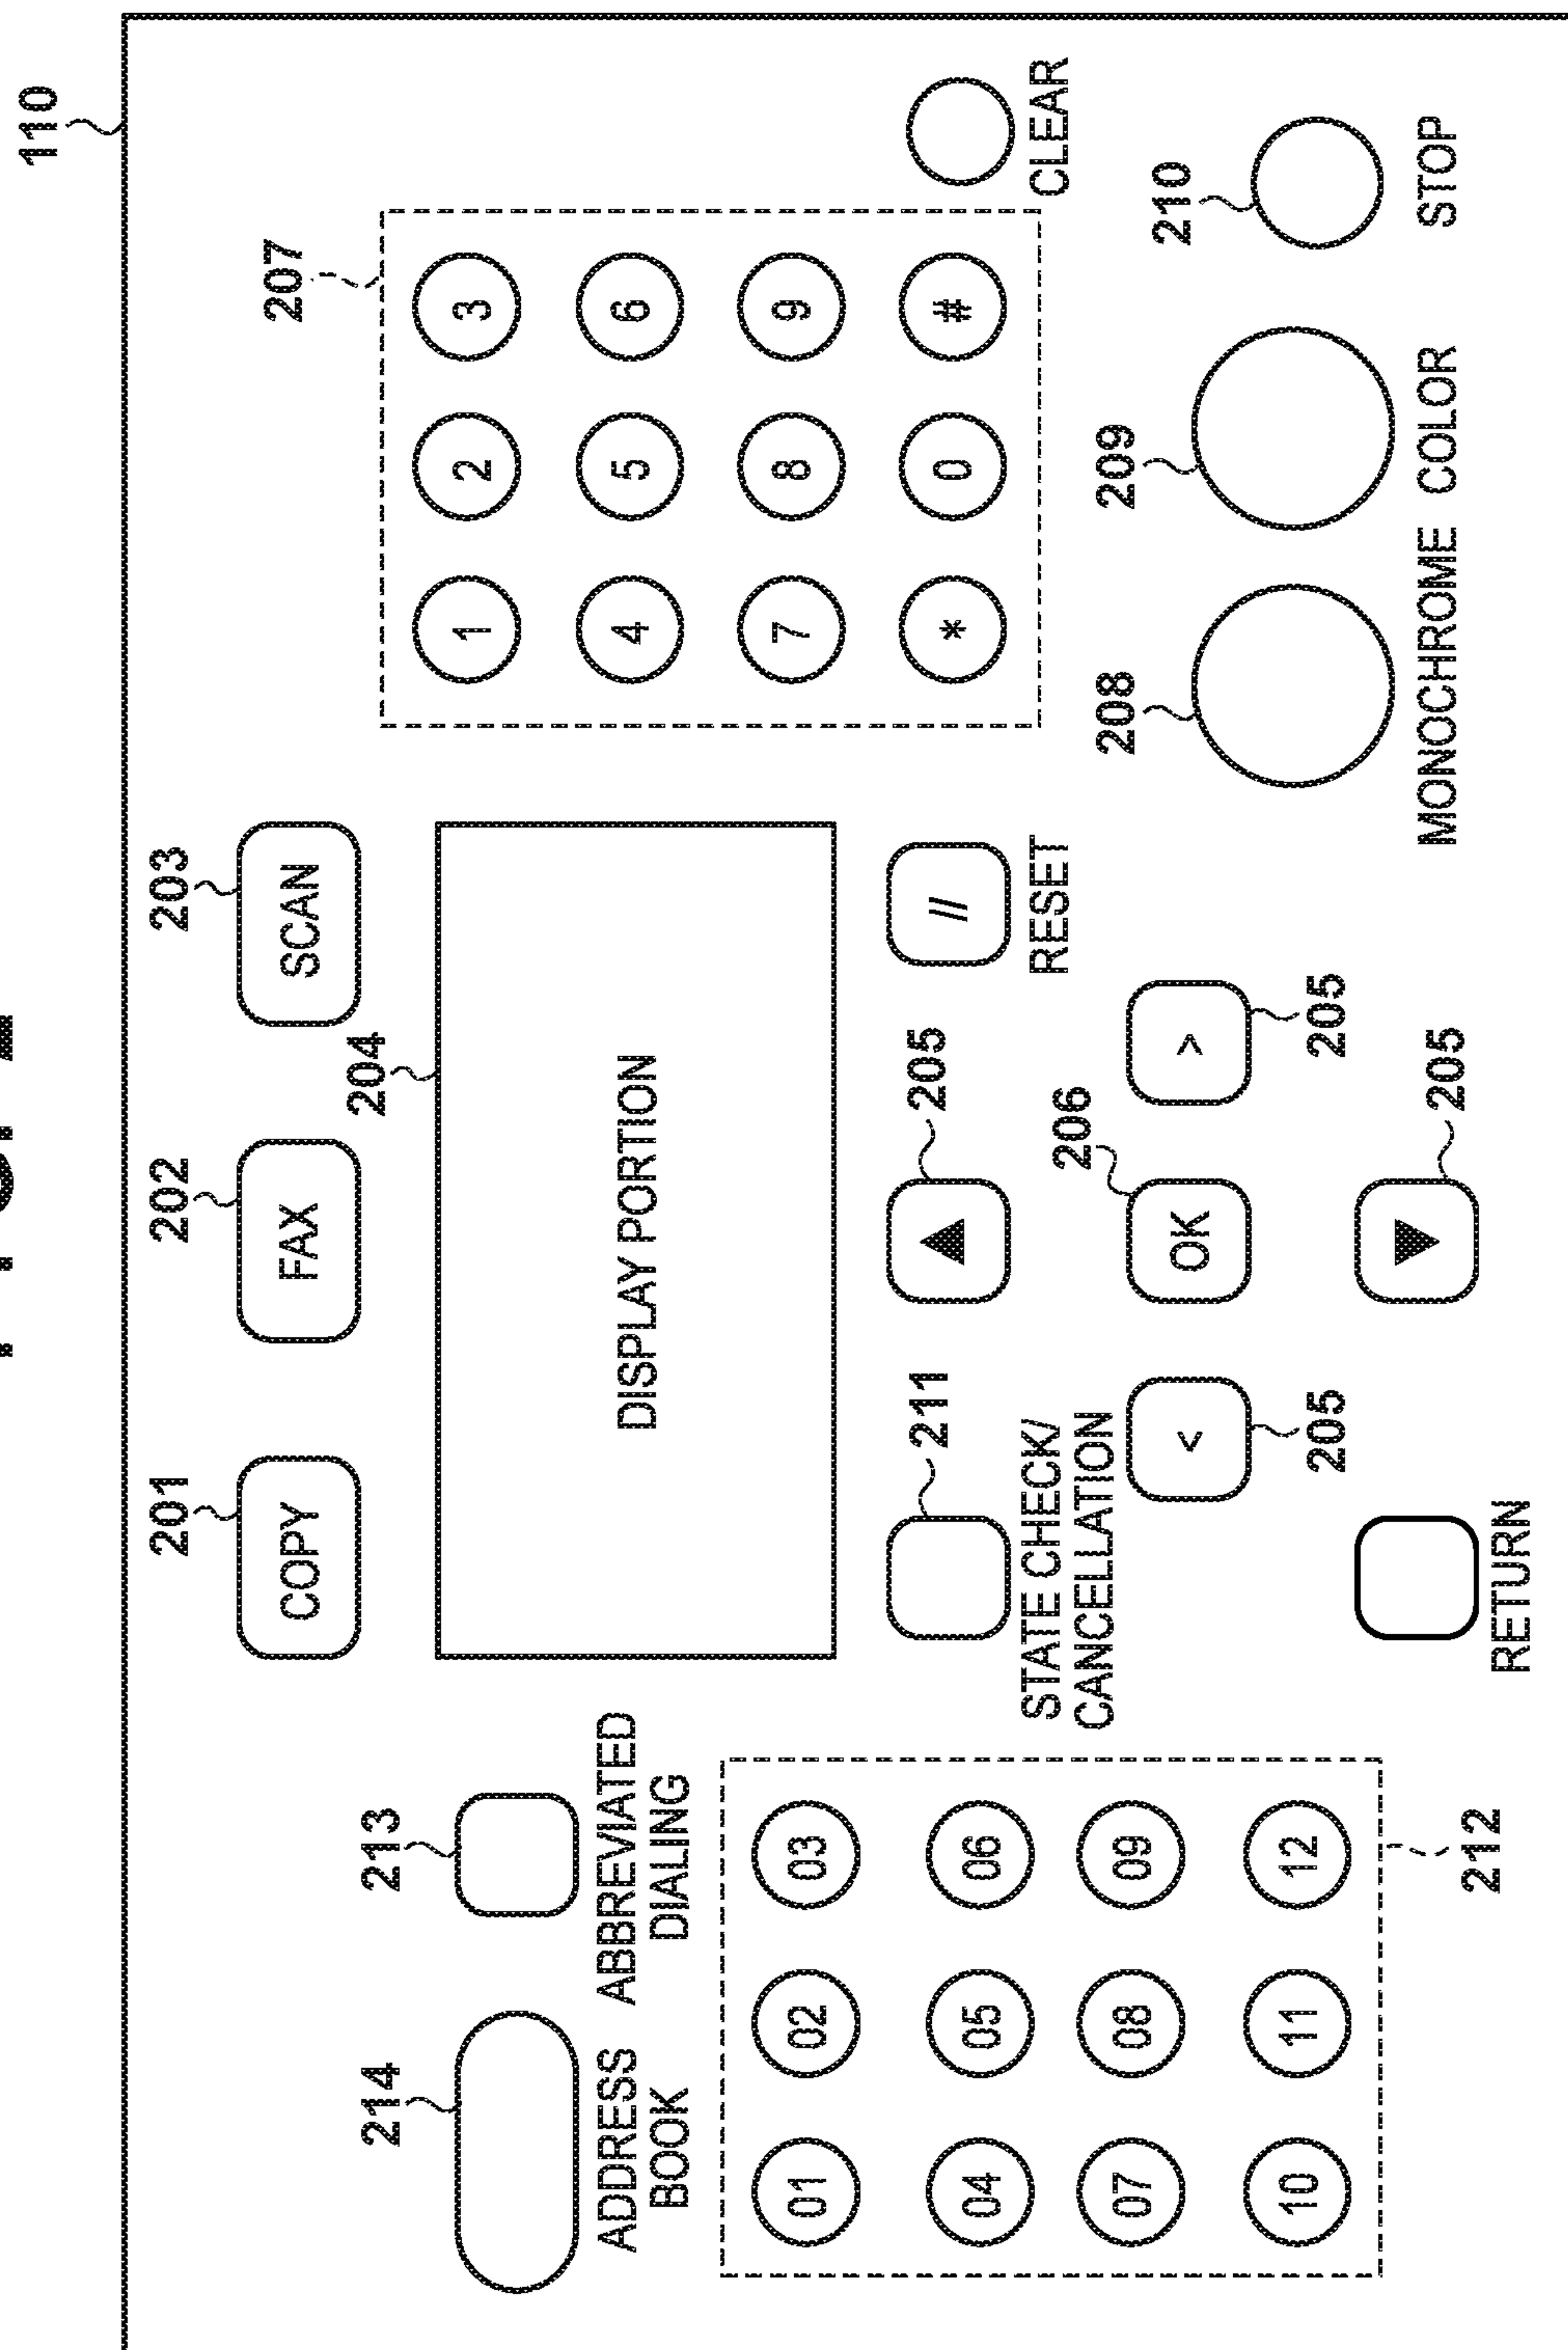 110
201
202
203
COPY
FAX
SCAN
204
DISPLAY PORTION
214
213
ADDRESS BOOK
ABBREVIATED DIALING
01 02 03
04 05 06
07 08 09
10 11 12
212
211
STATE CHECK/
CANCELLATION
205
▲
//
RESET
206
< OK >
205
205
▼
205
RETURN
207
1 2 3
4 5 6
7 8 9
* 0 #
CLEAR
208
209
210
MONOCHROME
COLOR
STOP